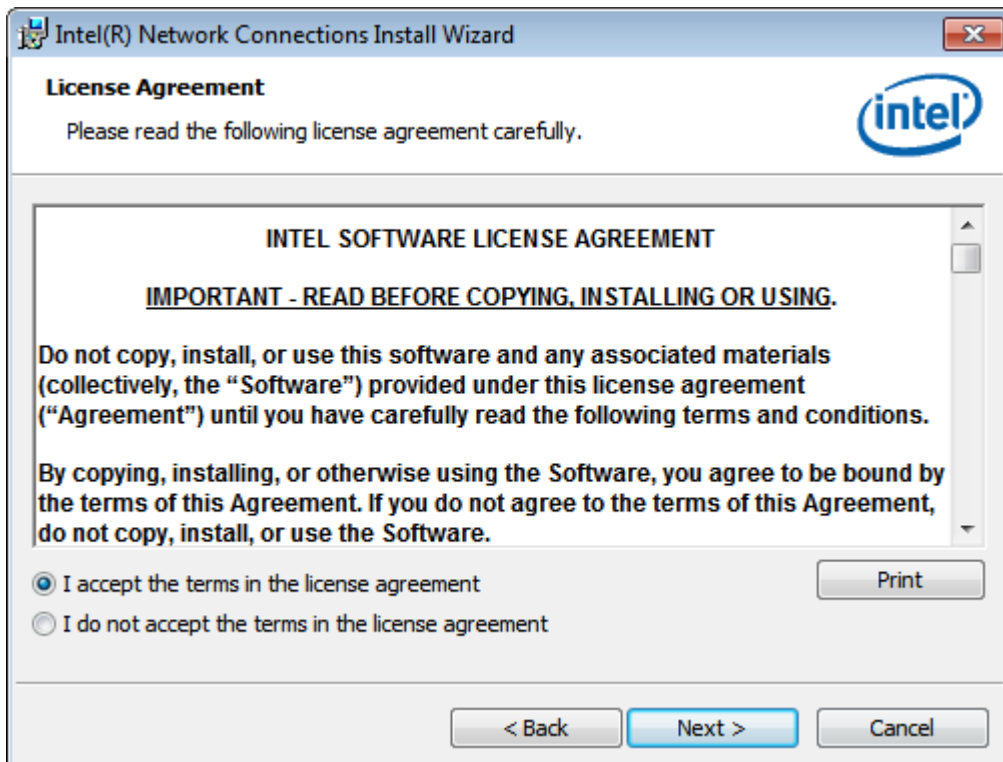 Intel(R) Network Connections Install Wizard
License Agreement
Please read the following license agreement carefully.
intel
INTEL SOFTWARE LICENSE AGREEMENT
IMPORTANT - READ BEFORE COPYING, INSTALLING OR USING.
Do not copy, install, or use this software and any associated materials
(collectively, the “Software”) provided under this license agreement
(“Agreement”) until you have carefully read the following terms and conditions.
By copying, installing, or otherwise using the Software, you agree to be bound by
the terms of this Agreement. If you do not agree to the terms of this Agreement,
do not copy, install, or use the Software.
I accept the terms in the license agreement
Print
I do not accept the terms in the license agreement
< Back
Next >
Cancel